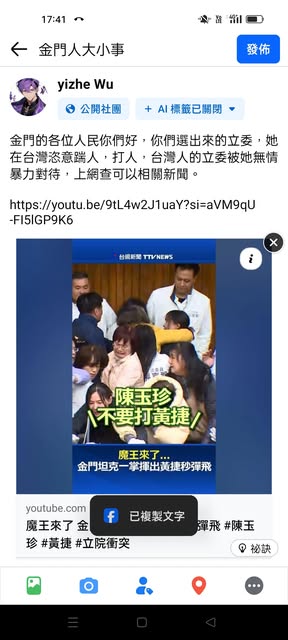 17:41
金門人大小事
發佈
yizhe Wu
公開社團
+ AI 標籤已關閉
金門的各位人民你們好，你們選出來的立委，她
在台灣恣意踹人，打人，台灣人的立委被她無情
暴力對待，上網查可以相關新聞。
https://youtu.be/9tL4w2J1uaY?si=aVM9qU
-FI5lGP9K6
台視新聞 TTV NEWS
陳玉珍
\不要打黃捷/
魔王來了...
金門坦克一掌揮出黃捷秒彈飛
youtube.com
已複製文字
魔王來了 金
彈飛 #陳玉
珍 #黃捷 #立院衝突
祕訣